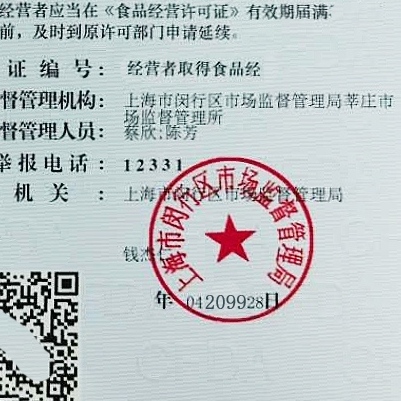 经营者应当在《食品经营许可证》有效期届满
前，及时到原许可部门申请延续。
证 编 号： 经营者取得食品经
督管理机构： 上海市闵行区市场监督管理局莘庄市
场监督管理所
督管理人员： 蔡欣;陈芳
举报电话： 12331
机 关 ： 上海市闵行区市场监督管理局
上海市闵行区市场监督管理局
钱杰仁
年 04209928日